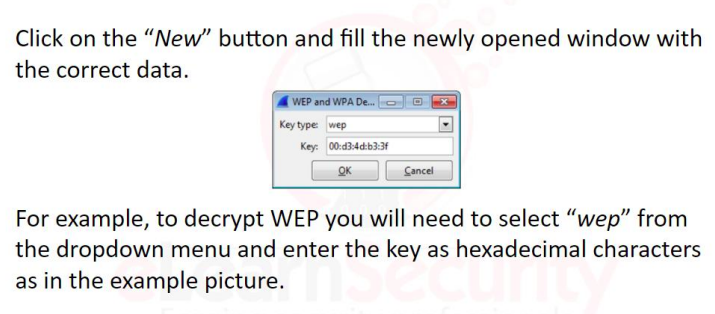 Click on the “New” button and fill the newly opened window with
the correct data.
WEP and WPA De...
Key type: wep
Key: 00:d3:4d:b3:3f
OK Cancel
For example, to decrypt WEP you will need to select “wep” from
the dropdown menu and enter the key as hexadecimal characters
as in the example picture.
eLearnSecurity